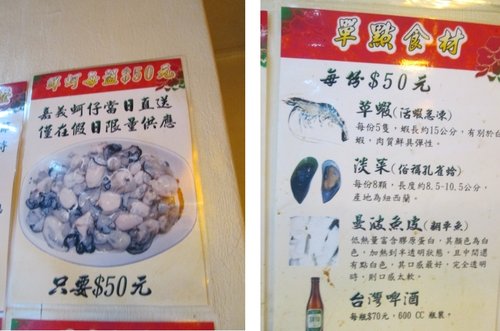 鮮蚵每盤$50元
嘉義蚵仔當日直送
僅在假日限量供應
只要$50元
單點食材
每份$50元
草蝦(活蝦急凍)
每份5隻,蝦長約15公分,有別於
蝦,肉質鮮具彈性。
淡菜(俗稱孔雀蛤)
每份8顆,長度約8.5-10.5公分,
產地為紐西蘭。
曼波魚皮(翻車魚)
低熱量富含膠原蛋白,其顏色為白
色,加熱到半透明狀態,且中間還
有點白色,其口感最好,完全透明
時,則口感太軟。
台灣啤酒
每瓶$70元,600 CC 瓶裝。